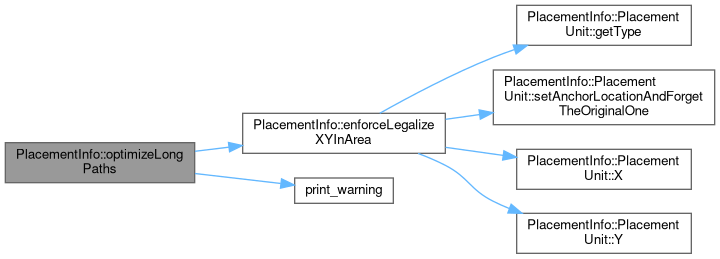 PlacementInfo::optimizeLong
Paths
PlacementInfo::enforceLegalize
XYInArea
print_warning
PlacementInfo::Placement
Unit::getType
PlacementInfo::Placement
Unit::setAnchorLocationAndForget
TheOriginalOne
PlacementInfo::Placement
Unit::X
PlacementInfo::Placement
Unit::Y